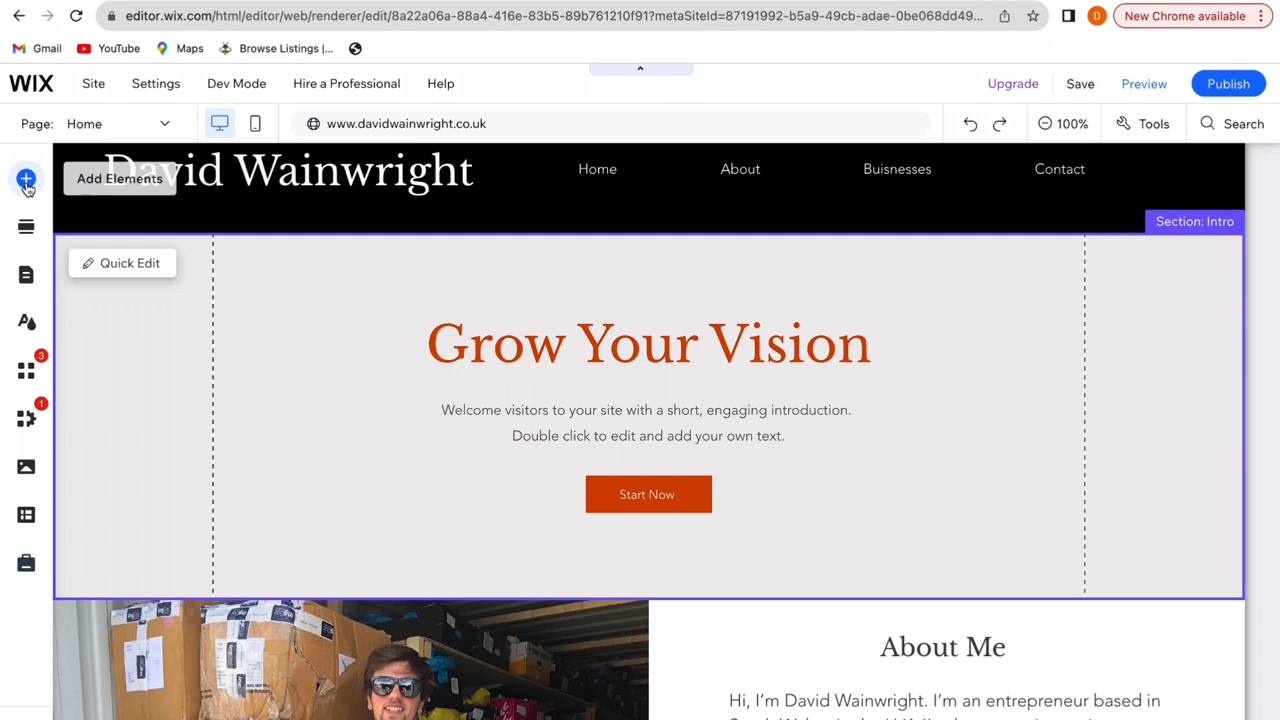 editor.wix.com/html/editor/web/renderer/edit/8a22a06a-88a4-416e-83b5-89b761210f91?metaSiteId=87191992-b5a9-49cb-adae-0be068dd49...
D
New Chrome available
Gmail
YouTube
Maps
Browse Listings |...
WIX
Site
Settings
Dev Mode
Hire a Professional
Help
Upgrade
Save
Preview
Publish
Page: Home
www.davidwainwright.co.uk
100%
Tools
Search
Add Elements
David Wainwright
Home
About
Buisnesses
Contact
Section: Intro
Quick Edit
Grow Your Vision
3
Welcome visitors to your site with a short, engaging introduction.
1
Double click to edit and add your own text.
Start Now
About Me
Hi, I'm David Wainwright. I'm an entrepreneur based in